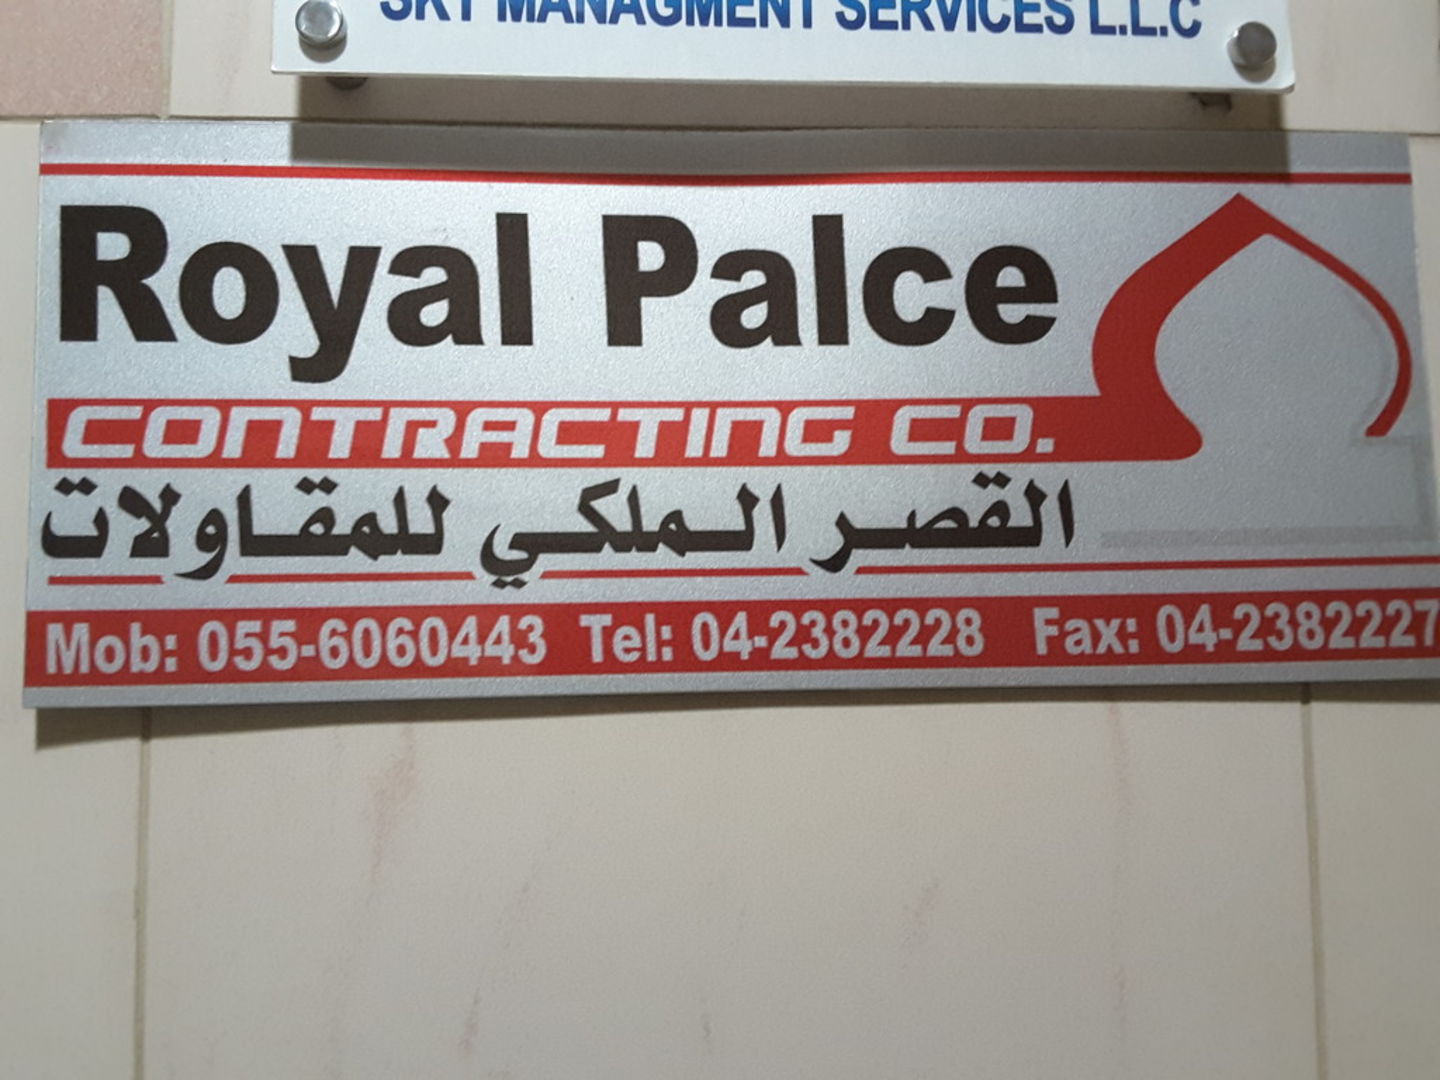 SKY MANAGMENT SERVICES L.L.C
Royal Palce
CONTRACTING CO.
القصر الملكي للمقاولات
Mob: 055-6060443 Tel: 04-2382228 Fax: 04-2382227